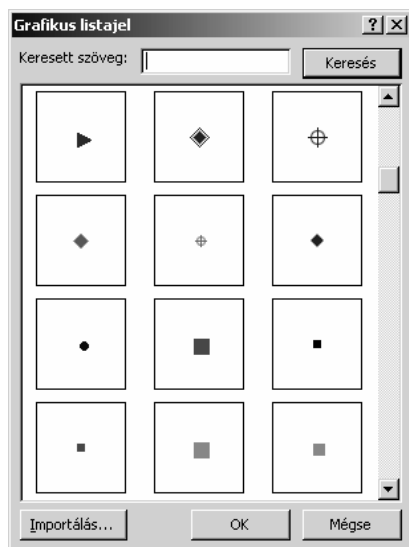 Grafikus listajel
Keresett szöveg:
Keresés
Importálás...
OK
Mégse